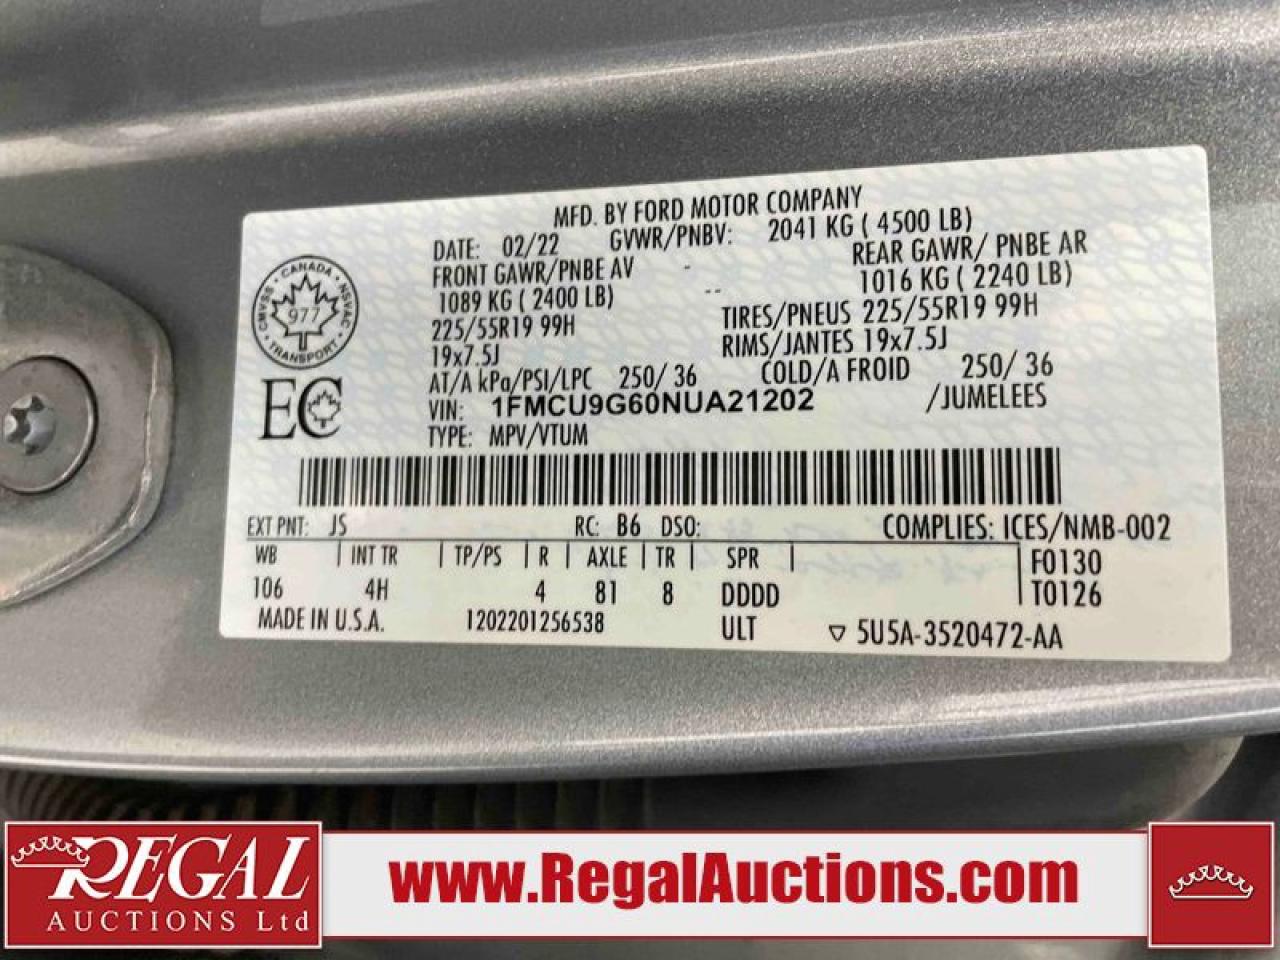 MFD. BY FORD MOTOR COMPANY
DATE: 02/22 GVWR/PNBV: 2041 KG ( 4500 LB)
FRONT GAWR/PNBE AV - REAR GAWR/ PNBE AR
1089 KG ( 2400 LB) -- 1016 KG ( 2240 LB)
225/55R19 99H TIRES/PNEUS 225/55R19 99H
19x7.5J RIMS/JANTES 19x7.5J
AT/A kPa/PSI/LPC 250/ 36 COLD/A FROID 250/ 36
VIN: 1FMCU9G60NUA21202 /JUMELEES
TYPE: MPV/VTUM
CMVSS · CANADA · NSVAC · TRANSPORT ·
977
EC
EXT PNT: JS RC: B6 DSO: COMPLIES: ICES/NMB-002
WB | INT TR | TP/PS | R | AXLE | TR | SPR | F0130
106 4H 4 81 8 DDDD T0126
MADE IN U.S.A. 1202201256538 ULT ▽ 5U5A-3520472-AA
REGAL
AUCTIONS Ltd
www.RegalAuctions.com